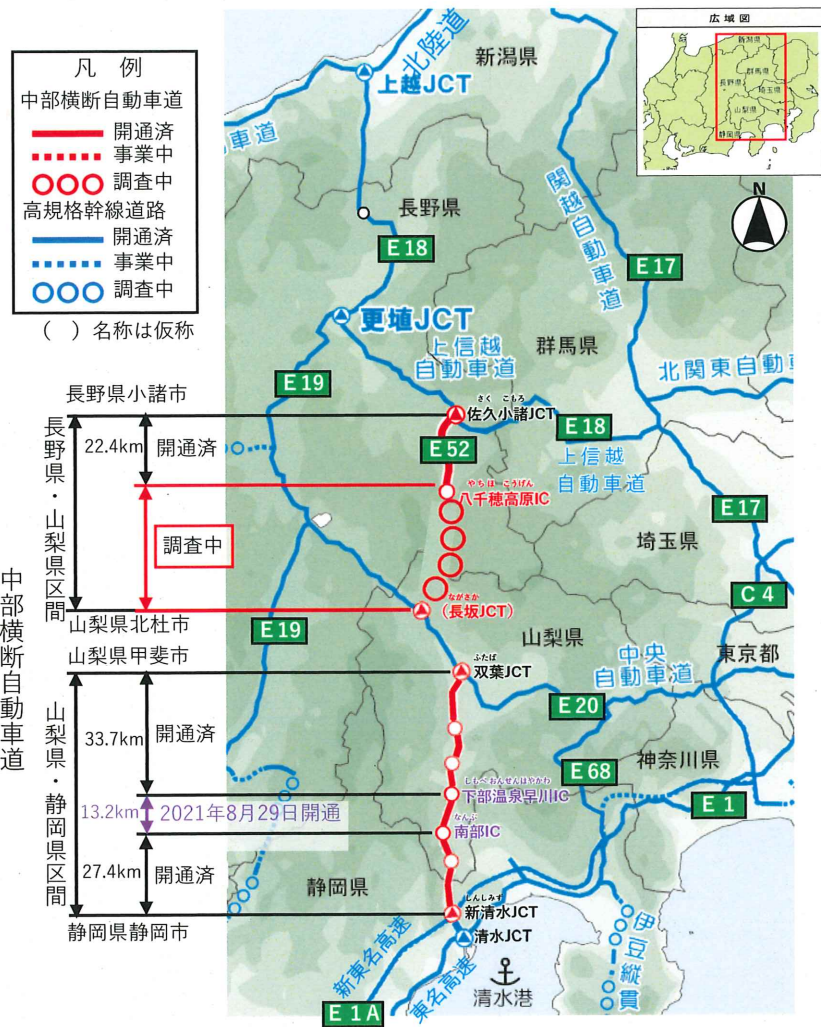 凡 例
中部横断自動車道
開通済
事業中
調査中
高規格幹線道路
開通済
事業中
調査中
( )名称は仮称
広域図
新潟県
群馬県
長野県
埼玉県
山梨県
静岡県
N
北陸道
新潟県
上越JCT
車道
長野県
E 18
関越自動車道
E 17
更埴JCT
上信越
自動車道
群馬県
北関東自動車
E 19
さく こもろ
佐久小諸JCT
E 18
E 52
上信越
自動車道
やちほ こうげん
八千穂高原IC
E 17
埼玉県
C 4
ながさか
(長坂JCT)
E 19
山梨県
ふたば
双葉JCT
中央
自動車道
東京都
E 20
神奈川県
E 68
E 1
しもべおんせんはやかわ
下部温泉早川IC
なんぶ
南部IC
静岡県
しんしみず
新清水JCT
清水JCT
新東名高速
東名高速
清水港
伊豆縦貫
E 1A
中部横断自動車道
長野県・山梨県区間
長野県小諸市
22.4km 開通済
調査中
山梨県北杜市
山梨県・静岡県区間
山梨県甲斐市
33.7km 開通済
13.2km 2021年8月29日開通
27.4km 開通済
静岡県静岡市